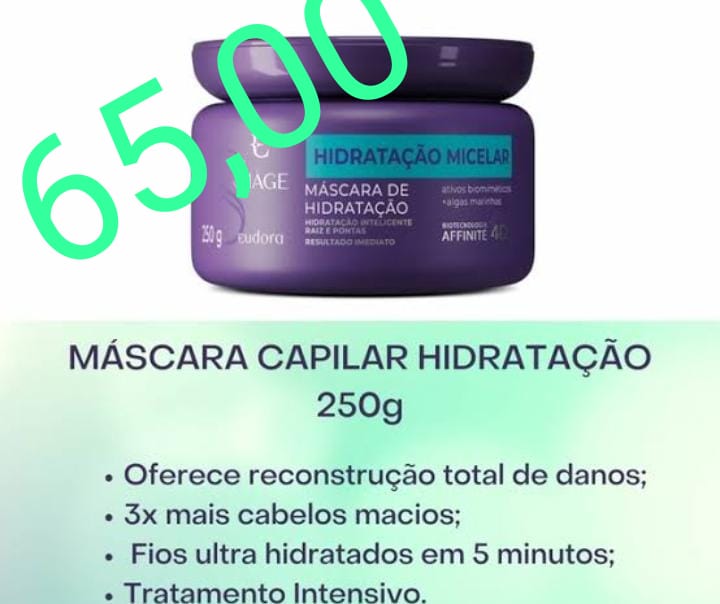 65,00
HIDRATAÇÃO MICELAR
IAGE
MÁSCARA DE
HIDRATAÇÃO
HIDRATAÇÃO INTELIGENTE
RAIZ E PONTAS
RESULTADO IMEDIATO
ativos biomiméticos
+algas marinhas
BIOTECNOLOGIA
AFFINITÉ 4D
250 g
eudora
MÁSCARA CAPILAR HIDRATAÇÃO
250g
• Oferece reconstrução total de danos;
• 3x mais cabelos macios;
• Fios ultra hidratados em 5 minutos;
• Tratamento Intensivo.